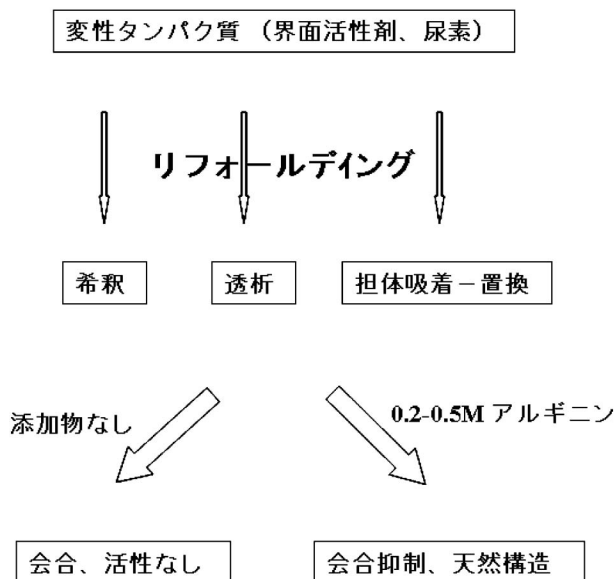 変性タンパク質 （界面活性剤、尿素）
リフォールデイング
希釈
透析
担体吸着－置換
添加物なし
0.2-0.5M アルギニン
会合、活性なし
会合抑制、天然構造